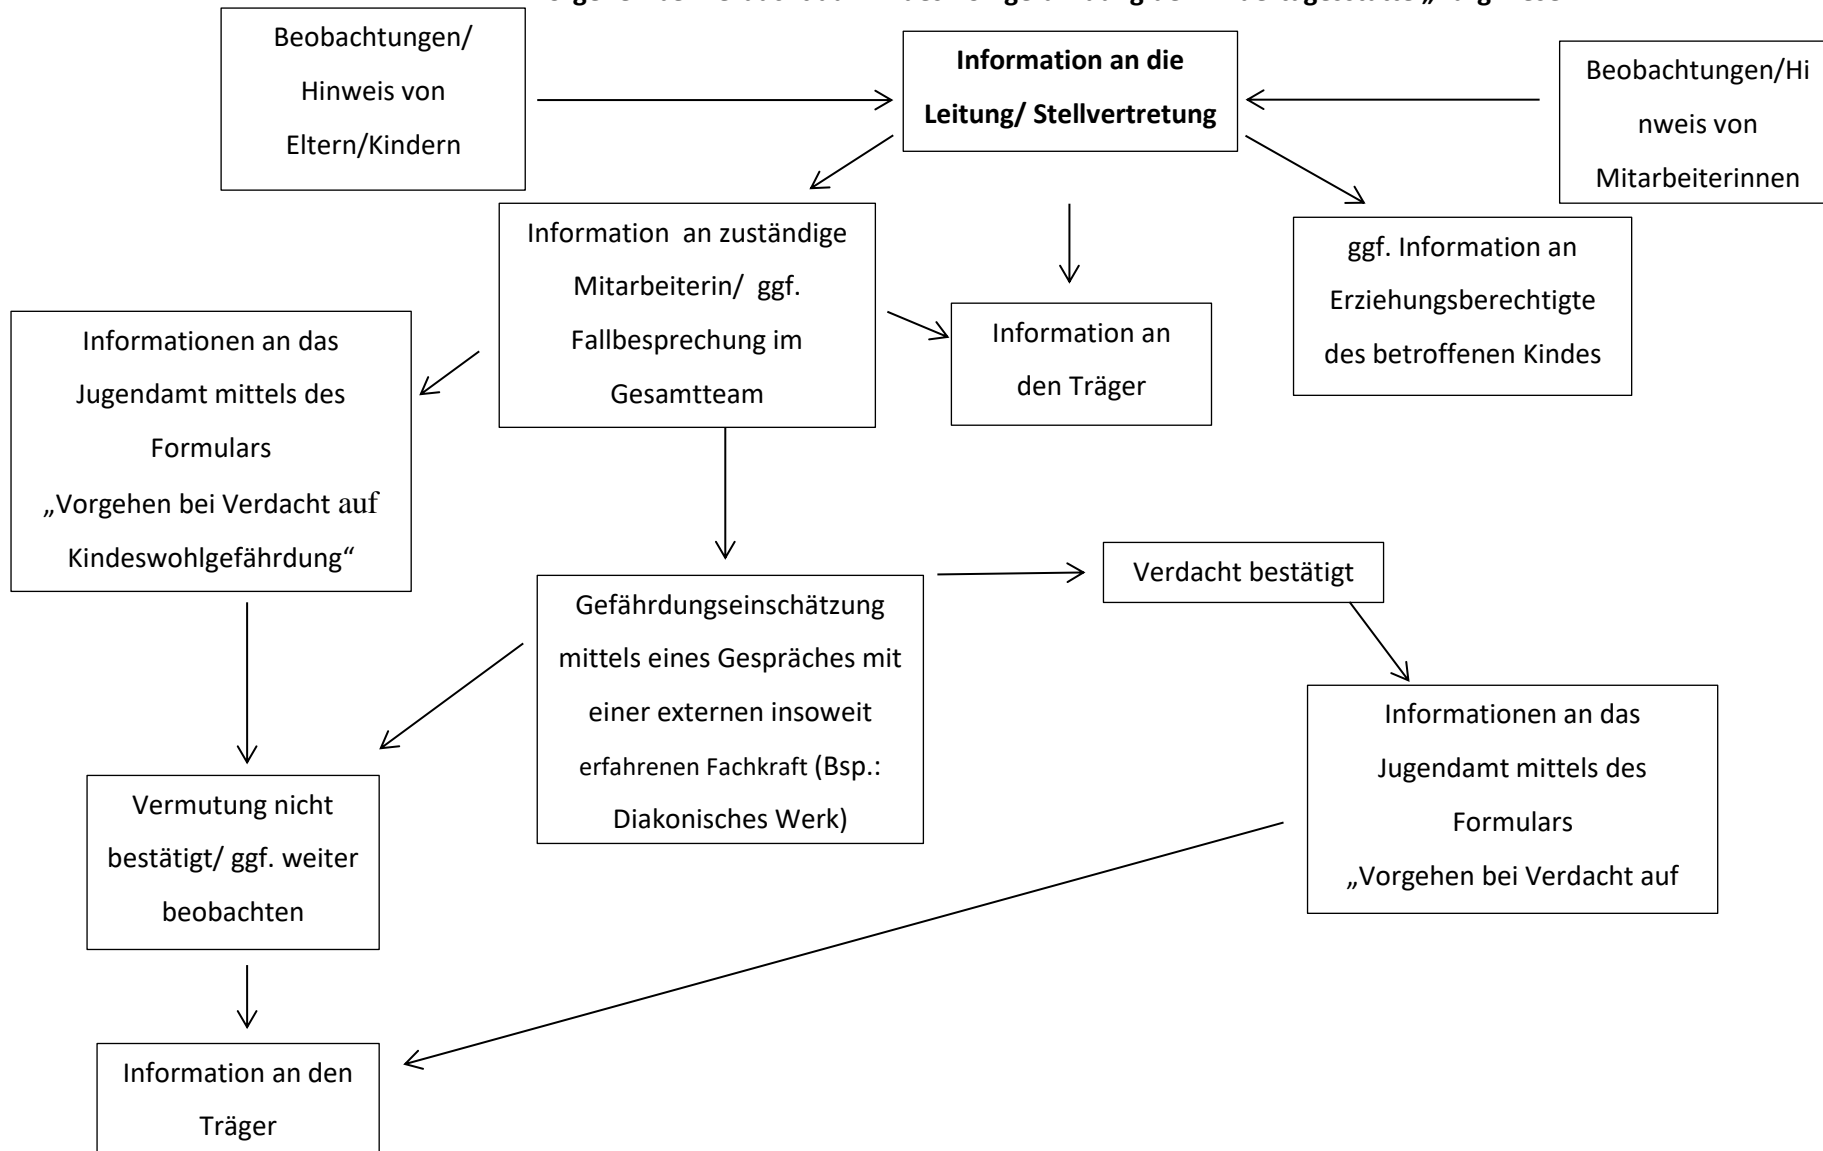 Beobachtungen/
Hinweis von
Eltern/Kindern
Information an die
Leitung/ Stellvertretung
Beobachtungen/Hi
nweis von
Mitarbeiterinnen
Information an zuständige
Mitarbeiterin/ ggf.
Fallbesprechung im
Gesamtteam
ggf. Information an
Erziehungsberechtigte
des betroffenen Kindes
Information an
den Träger
Informationen an das
Jugendamt mittels des
Formulars
„Vorgehen bei Verdacht auf
Kindeswohlgefährdung“
Gefährdungseinschätzung
mittels eines Gespräches mit
einer externen insoweit
erfahrenen Fachkraft (Bsp.:
Diakonisches Werk)
Verdacht bestätigt
Informationen an das
Jugendamt mittels des
Formulars
„Vorgehen bei Verdacht auf
Vermutung nicht
bestätigt/ ggf. weiter
beobachten
Information an den
Träger